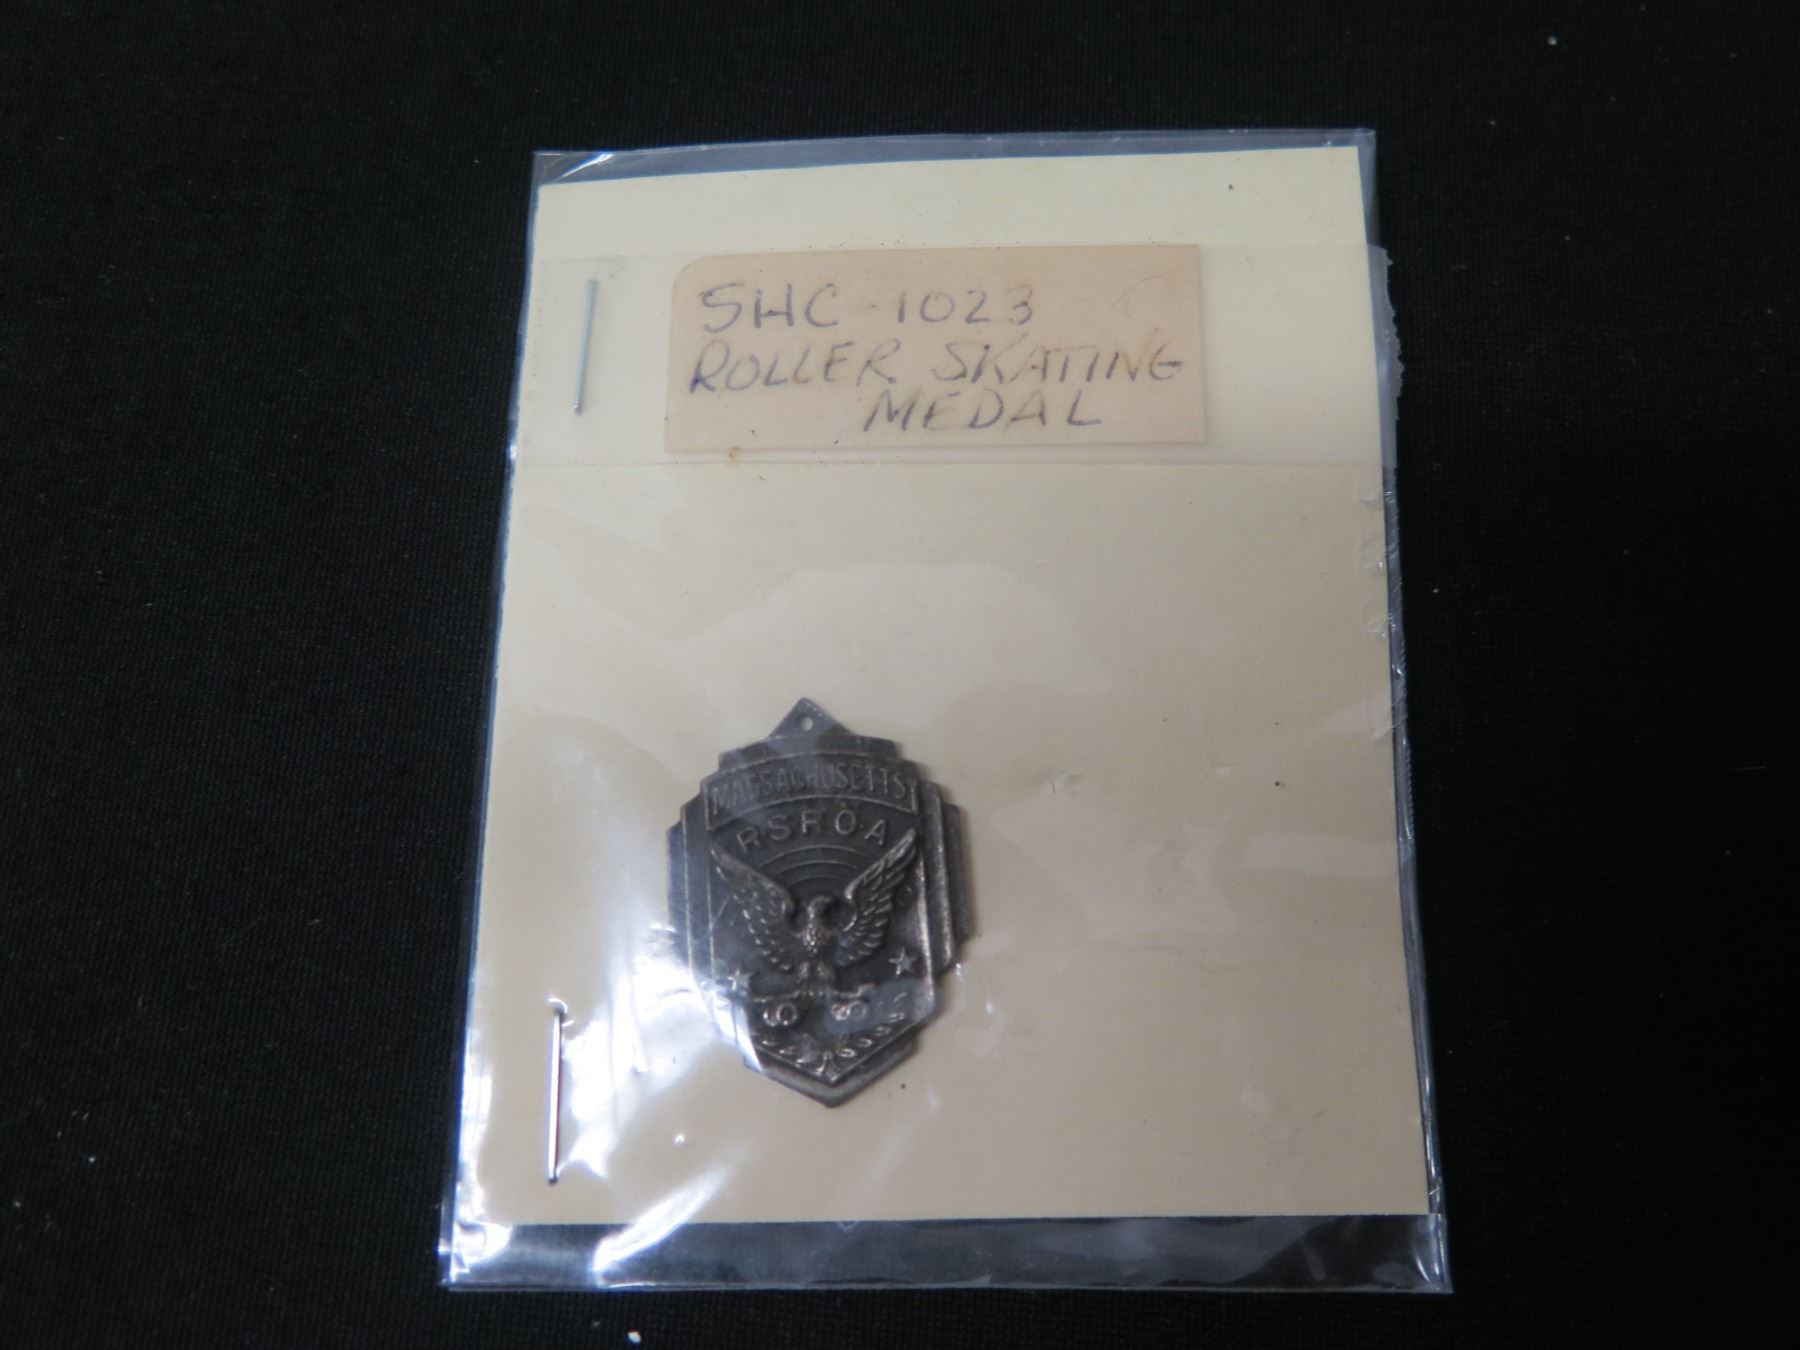 SHC-1023
ROLLER SKATING
MEDAL
MASSACHUSETTS
R·S·R·O·A